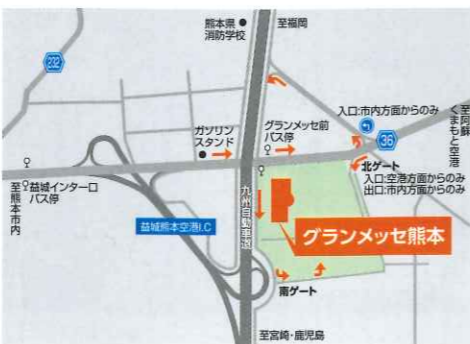 熊本県
消防学校
至福岡
232
入口:市内方面からのみ
36
至阿蘇
くまもと空港
ガソリン
スタンド
グランメッセ前
バス停
北ゲート
入口:空港方面からのみ
出口:市内方面からのみ
益城インター口
バス停
至熊本市内
九州自動車道
益城熊本空港I.C
グランメッセ熊本
南ゲート
至宮崎・鹿児島